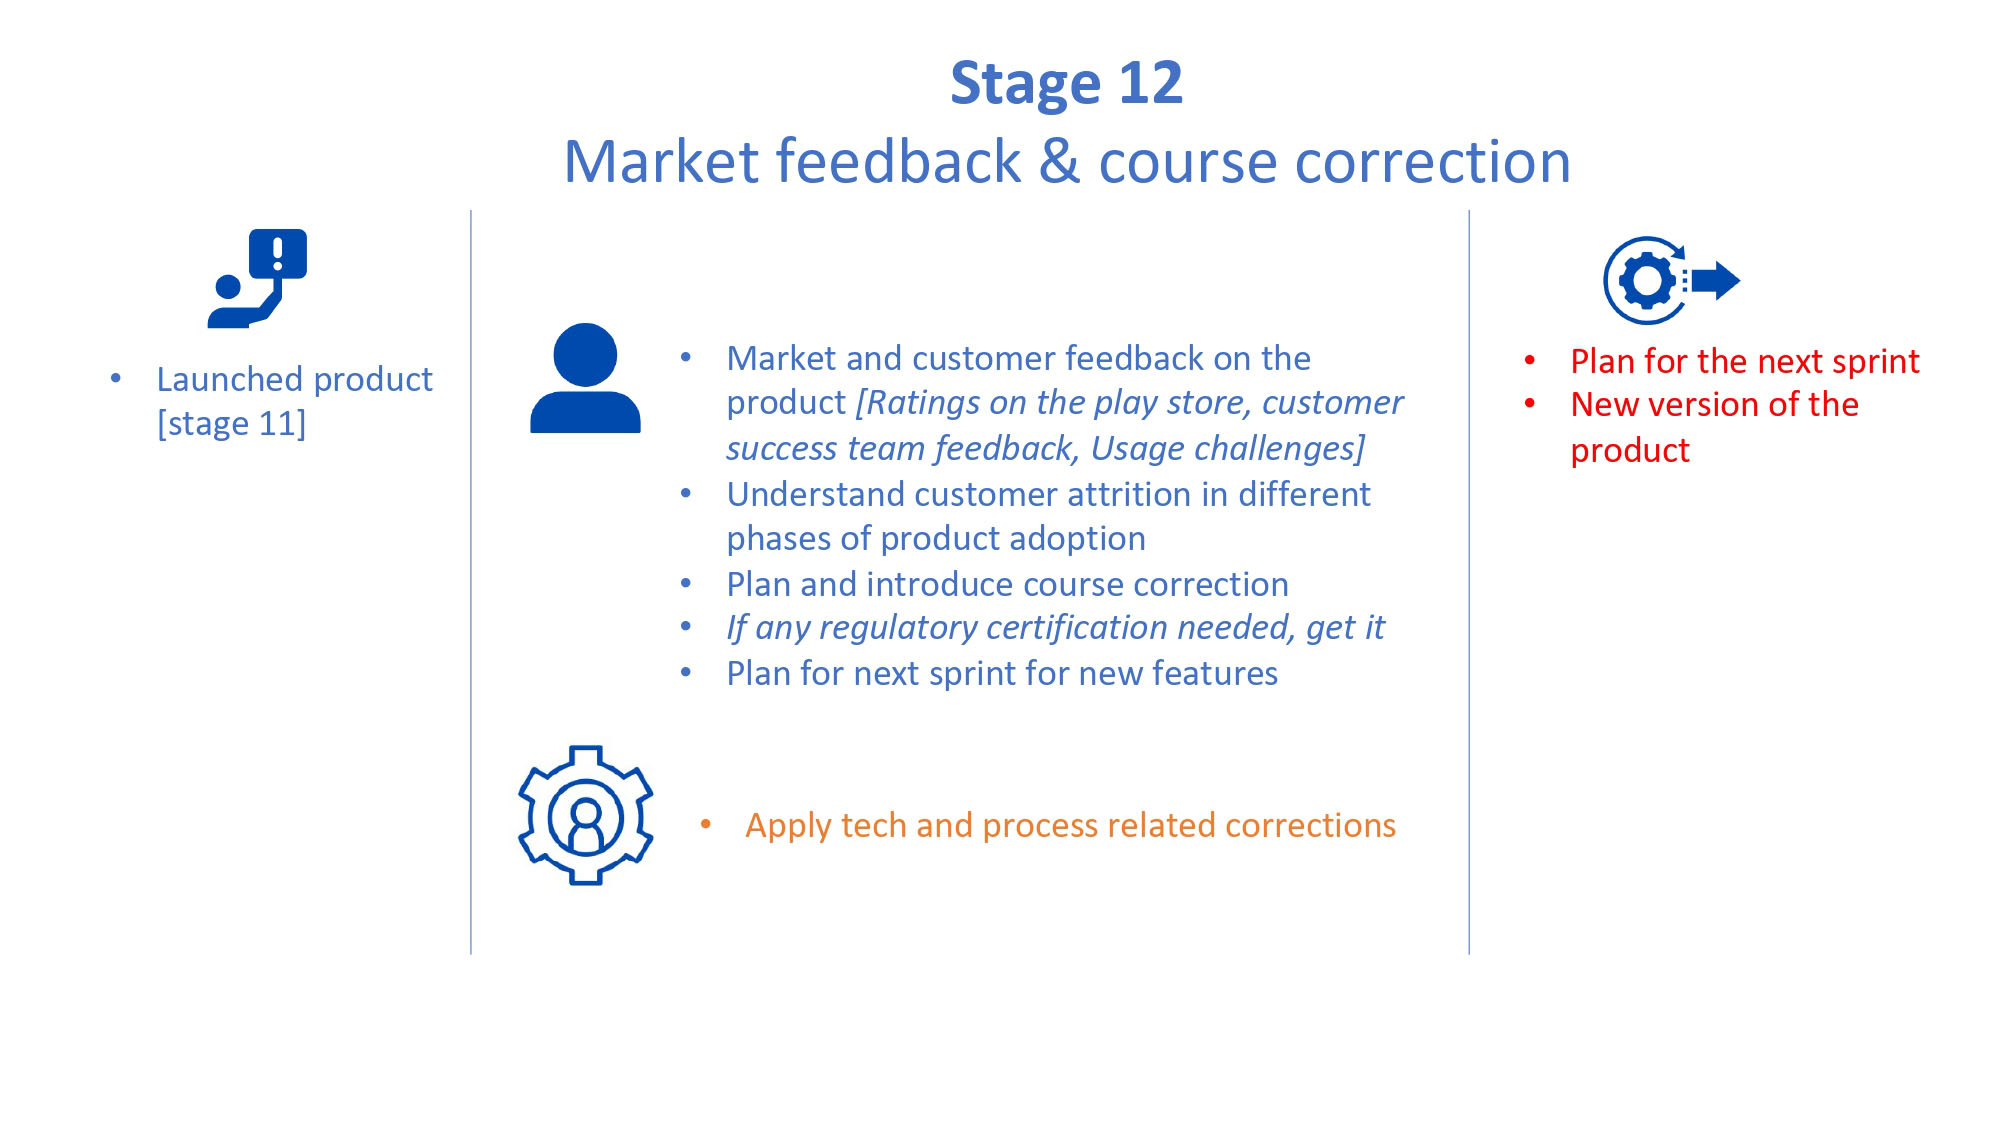 Stage 12
Market feedback & course correction
• Launched product
[stage 11]
• Market and customer feedback on the
product [Ratings on the play store, customer
success team feedback, Usage challenges]
• Understand customer attrition in different
phases of product adoption
• Plan and introduce course correction
• If any regulatory certification needed, get it
• Plan for next sprint for new features
• Apply tech and process related corrections
• Plan for the next sprint
• New version of the
product